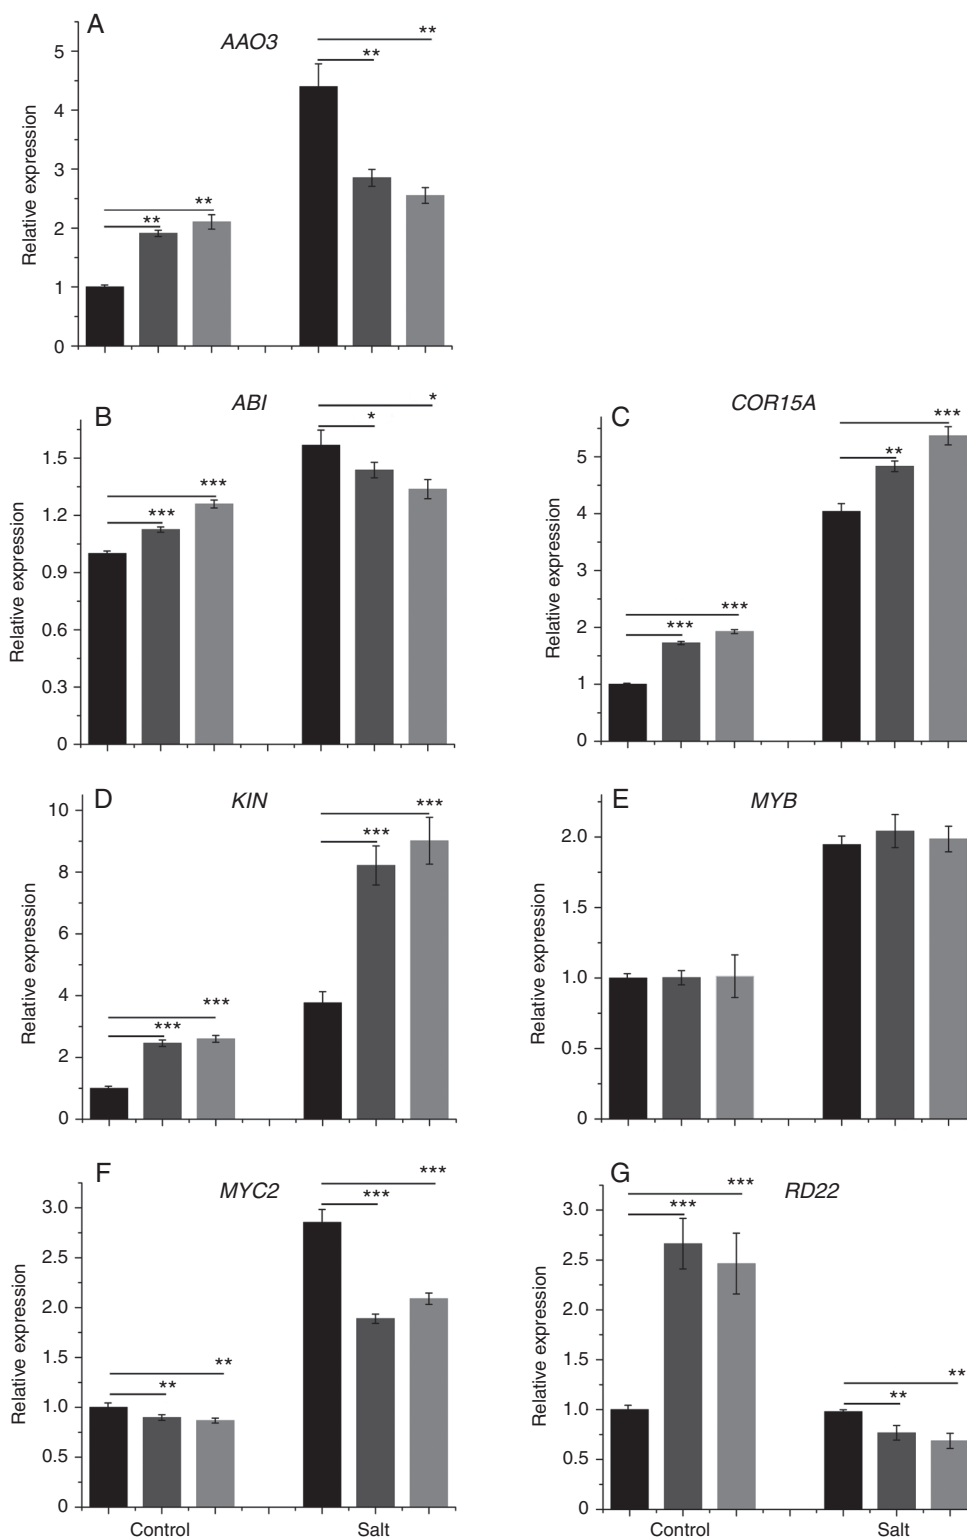 A
AAO3
**
**
5
4
3
2
1
0
Relative expression
**
**
B
ABI
*
*
1.5
1.2
0.9
0.6
0.3
0
Relative expression
***
***
C
COR15A
***
**
5
4
3
2
1
0
Relative expression
***
***
D
KIN
***
***
10
8
6
4
2
0
Relative expression
***
***
E
MYB
2.0
1.5
1.0
0.5
0
Relative expression
F
MYC2
***
***
3.0
2.5
2.0
1.5
1.0
0.5
0
Relative expression
**
**
Control
Salt
G
RD22
***
***
3.0
2.5
2.0
1.5
1.0
0.5
0
Relative expression
**
**
Control
Salt